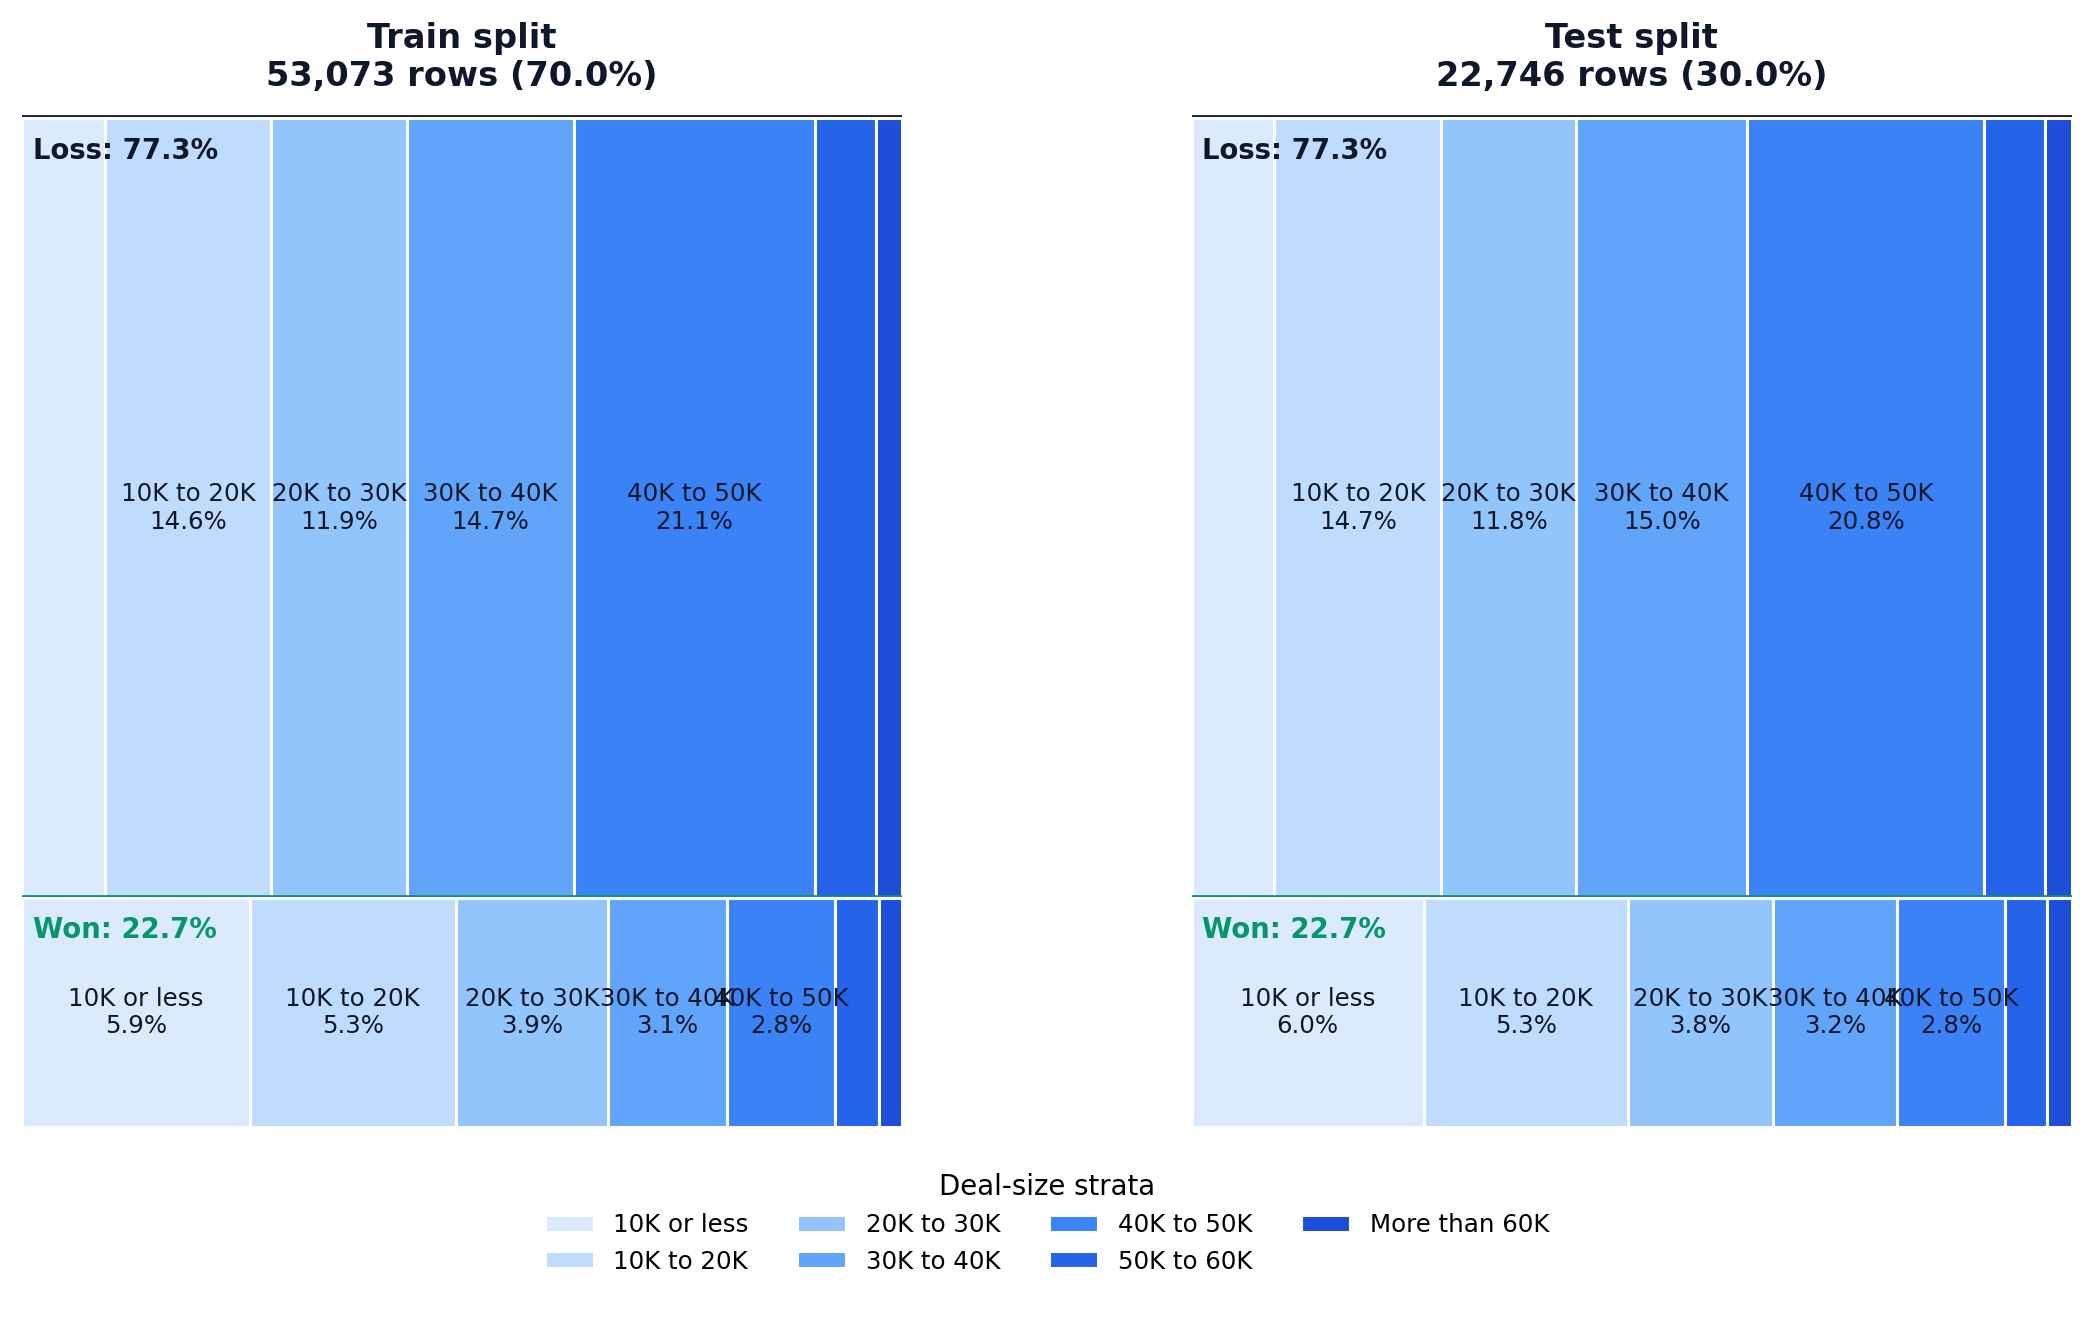 Train split
53,073 rows (70.0%)
Loss: 77.3%
10K to 20K
14.6%
20K to 30K
11.9%
30K to 40K
14.7%
40K to 50K
21.1%
Won: 22.7%
10K or less
5.9%
10K to 20K
5.3%
20K to 30K
3.9%
30K to 40K
3.1%
40K to 50K
2.8%
Test split
22,746 rows (30.0%)
Loss: 77.3%
10K to 20K
14.7%
20K to 30K
11.8%
30K to 40K
15.0%
40K to 50K
20.8%
Won: 22.7%
10K or less
6.0%
10K to 20K
5.3%
20K to 30K
3.8%
30K to 40K
3.2%
40K to 50K
2.8%
Deal-size strata
10K or less
10K to 20K
20K to 30K
30K to 40K
40K to 50K
50K to 60K
More than 60K